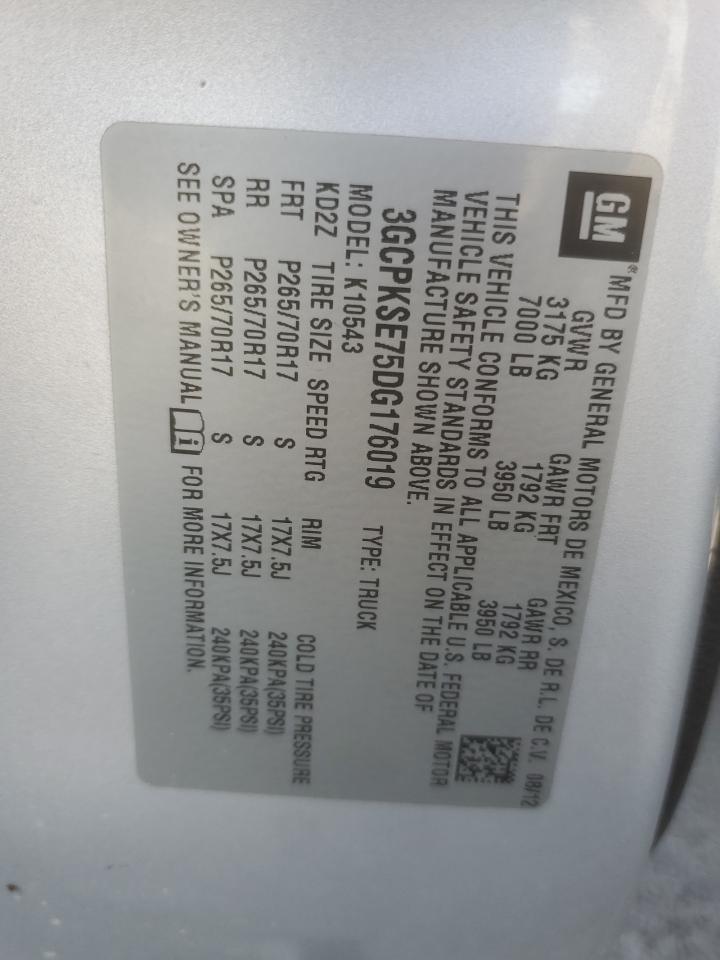 GM® MFD BY GENERAL MOTORS DE MEXICO, S. DE R.L. DE C.V. 08/12
GVWR GAWR FRT GAWR RR
3175 KG 1792 KG 1792 KG
7000 LB 3950 LB 3950 LB
THIS VEHICLE CONFORMS TO ALL APPLICABLE U.S. FEDERAL MOTOR
VEHICLE SAFETY STANDARDS IN EFFECT ON THE DATE OF
MANUFACTURE SHOWN ABOVE.
3GCPKSE75DG176019 TYPE: TRUCK
MODEL: K10543
KD2Z TIRE SIZE SPEED RTG RIM COLD TIRE PRESSURE
FRT P265/70R17 S 17X7.5J 240KPA(35PSI)
RR P265/70R17 S 17X7.5J 240KPA(35PSI)
SPA P265/70R17 S 17X7.5J 240KPA(35PSI)
SEE OWNER'S MANUAL i FOR MORE INFORMATION.